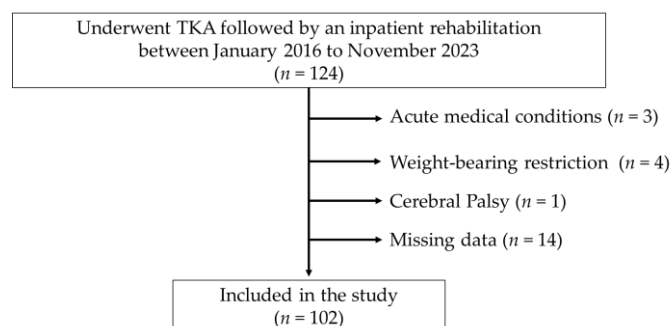 Underwent TKA followed by an inpatient rehabilitation
between January 2016 to November 2023
(n = 124)
Acute medical conditions (n = 3)
Weight-bearing restriction (n = 4)
Cerebral Palsy (n = 1)
Missing data (n = 14)
Included in the study
(n = 102)